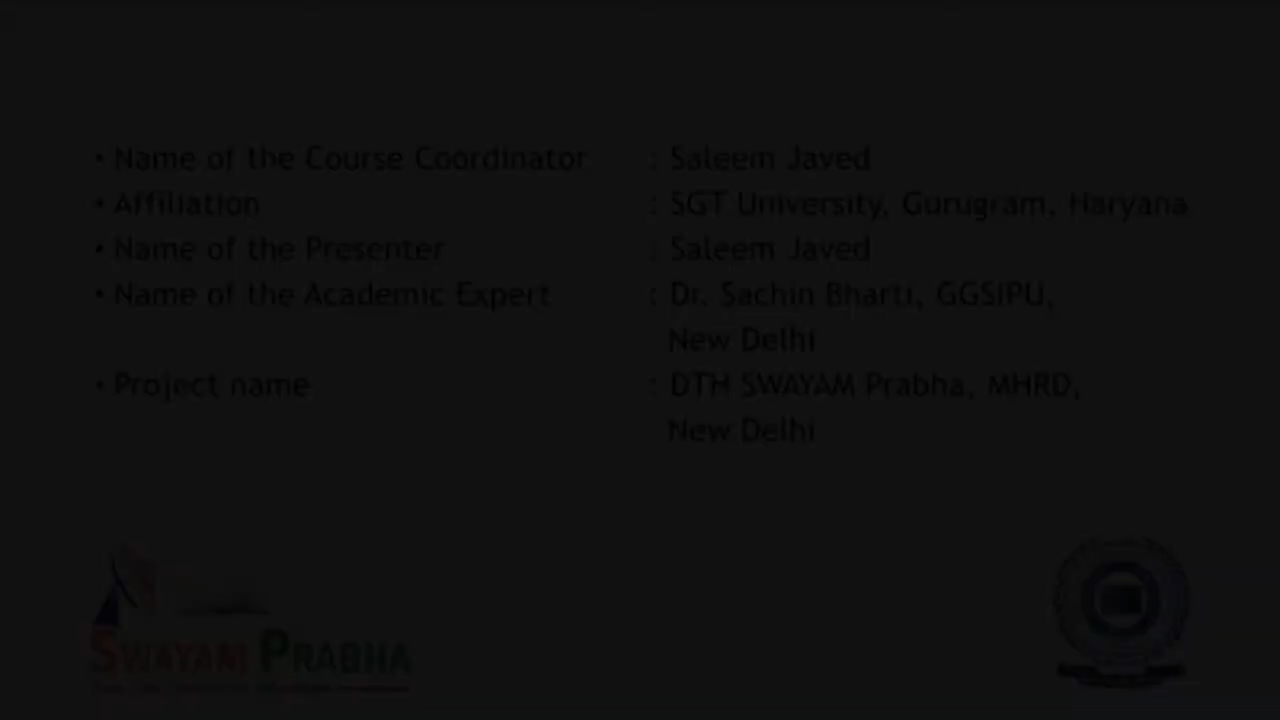 • Name of the Course Coordinator : Saleem Javed
• Affiliation : SGT University, Gurugram, Haryana
• Name of the Presenter : Saleem Javed
• Name of the Academic Expert : Dr. Sachin Bharti, GGSIPU,
New Delhi
• Project name : DTH SWAYAM Prabha, MHRD,
New Delhi
SWAYAM PRABHA